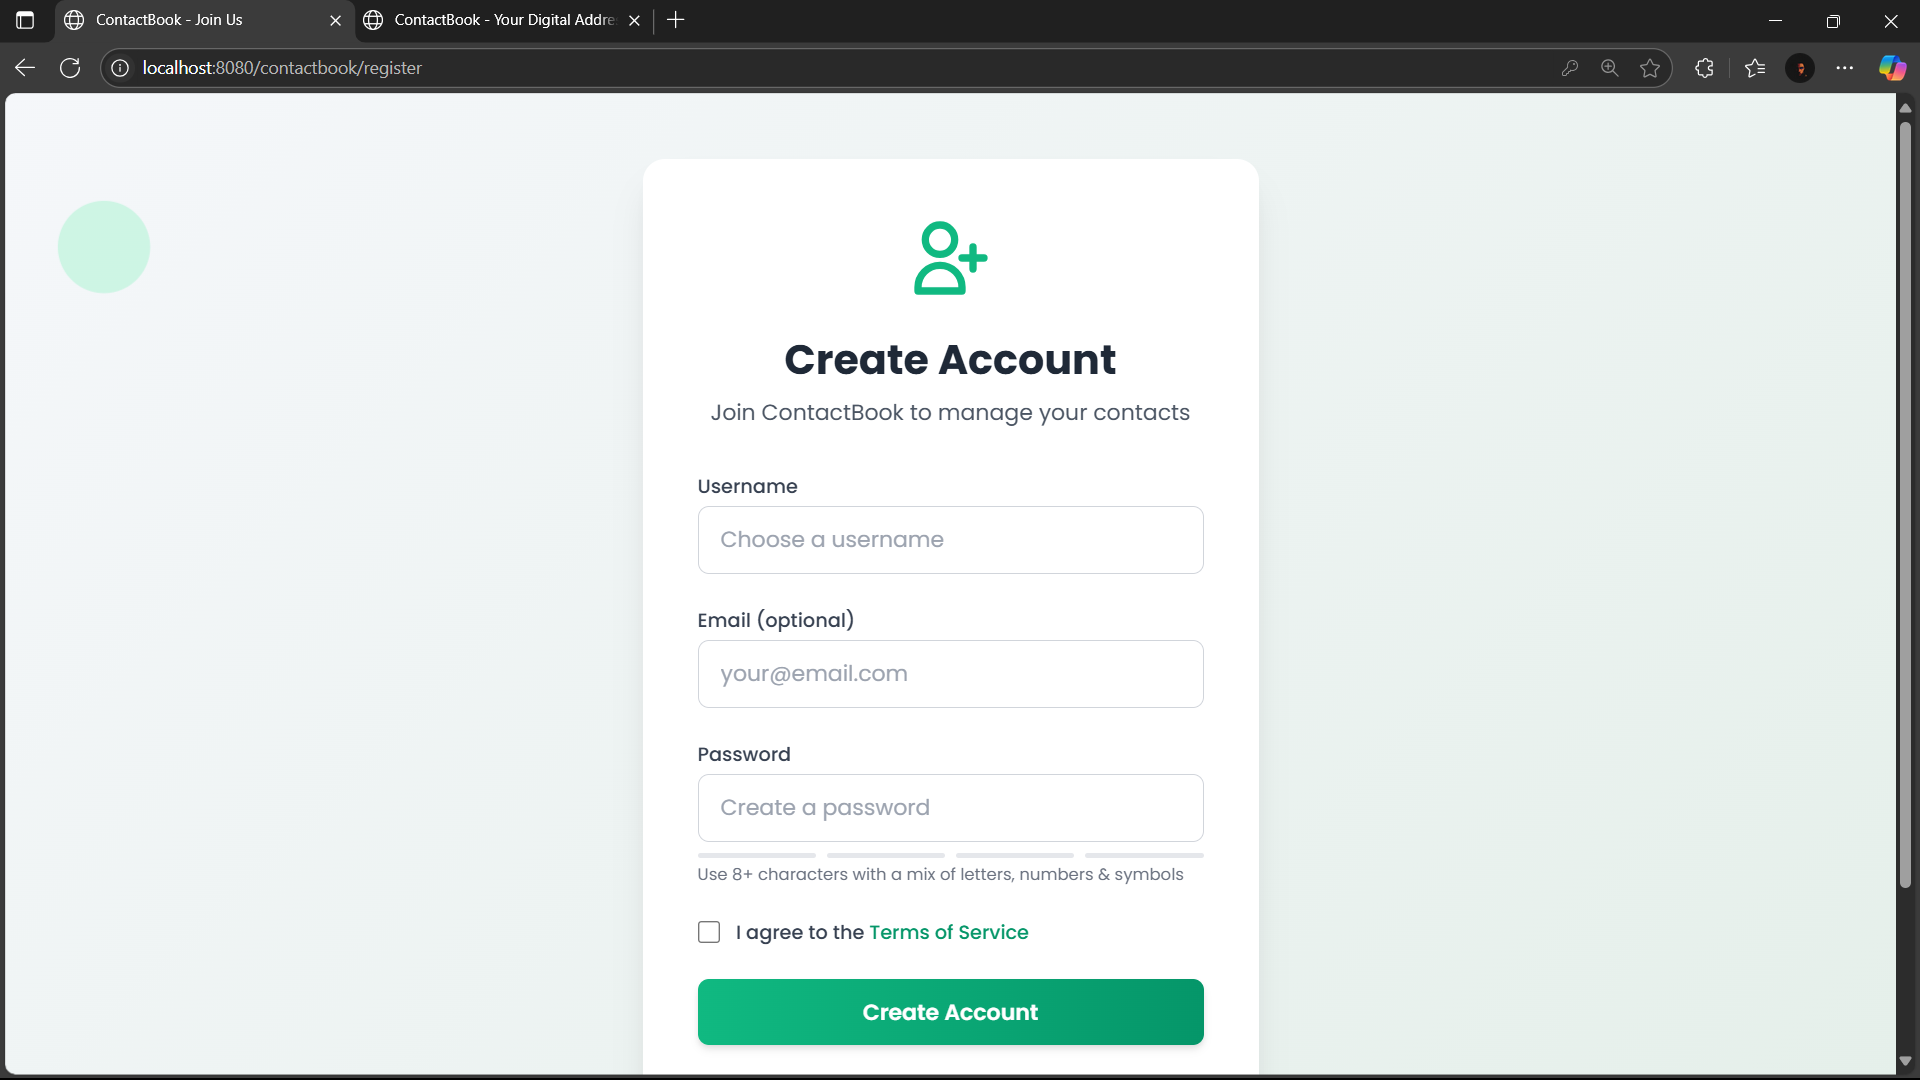 ContactBook - Join Us
ContactBook - Your Digital Addre
localhost:8080/contactbook/register
Create Account
Join ContactBook to manage your contacts
Username
Choose a username
Email (optional)
your@email.com
Password
Create a password
Use 8+ characters with a mix of letters, numbers & symbols
I agree to the Terms of Service
Create Account